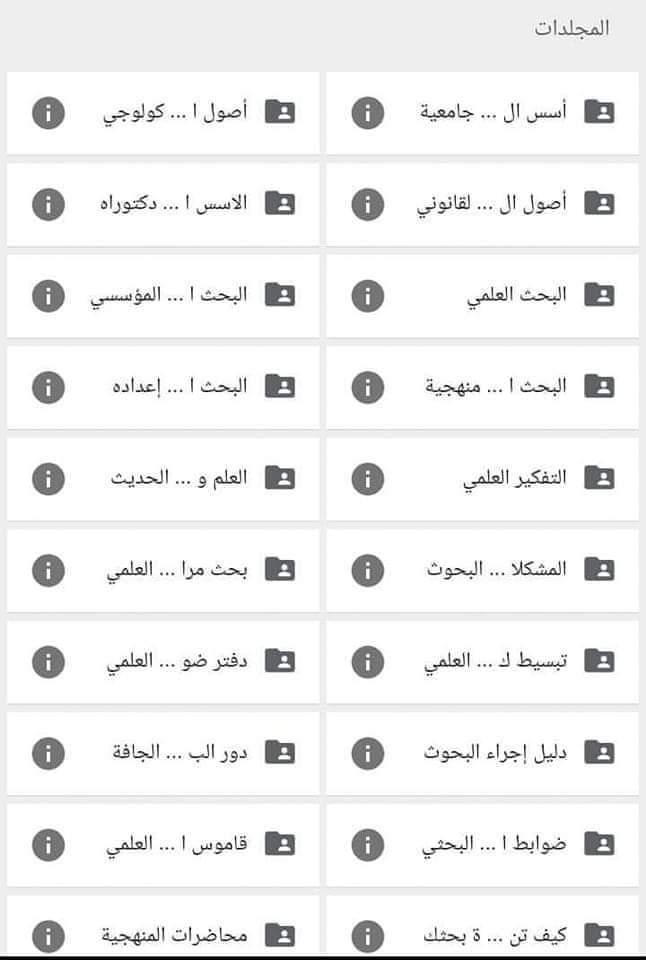 المجلدات
أسس ال ... جامعية
أصول ا ... كولوجي
أصول ال ... لقانوني
الاسس ا ... دكتوراه
البحث العلمي
البحث ا ... المؤسسي
البحث ا ... منهجية
البحث ا ... إعداده
التفكير العلمي
العلم و ... الحديث
المشكلا ... البحوث
بحث مرا ... العلمي
تبسيط ك ... العلمي
دفتر ضو ... العلمي
دليل إجراء البحوث
دور الب ... الجافة
ضوابط ا ... البحثي
قاموس ا ... العلمي
كيف تن ... ة بحثك
محاضرات المنهجية